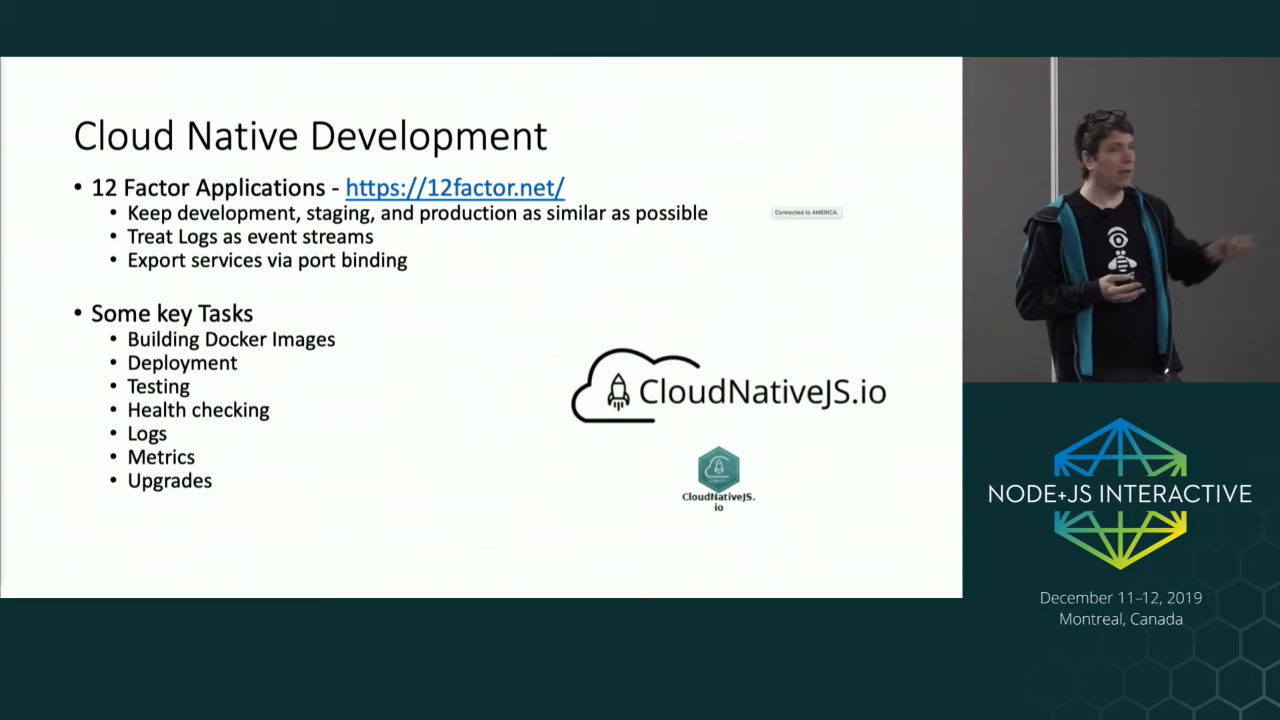 Cloud Native Development
• 12 Factor Applications - https://12factor.net/
• Keep development, staging, and production as similar as possible
• Treat Logs as event streams
• Export services via port binding
Connected to AMERICA.
• Some key Tasks
• Building Docker Images
• Deployment
• Testing
• Health checking
• Logs
• Metrics
• Upgrades
CloudNativeJS.io
CloudNativeJS.
io
NODE+JS INTERACTIVE
December 11–12, 2019
Montreal, Canada